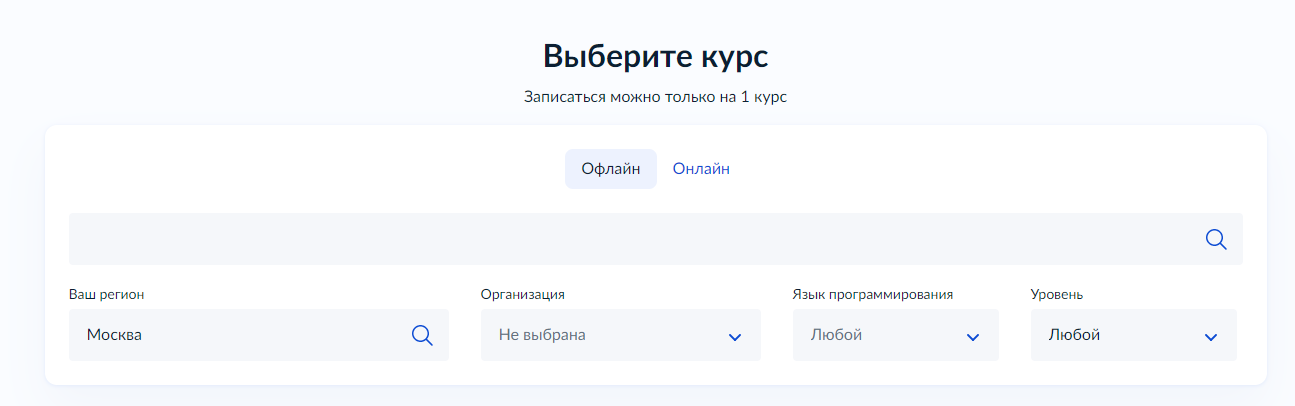 Выберите курс
Записаться можно только на 1 курс
Офлайн Онлайн
Ваш регион Организация Язык программирования Уровень
Москва Не выбрана Любой Любой